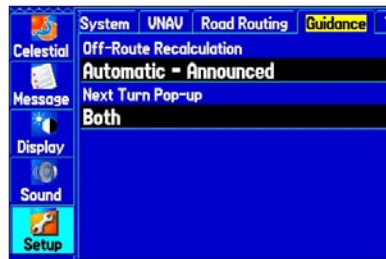 System VNAV Road Routing Guidance
Celestial
Off-Route Recalculation
Automatic - Announced
Message
Next Turn Pop-up
Both
Display
Sound
Setup